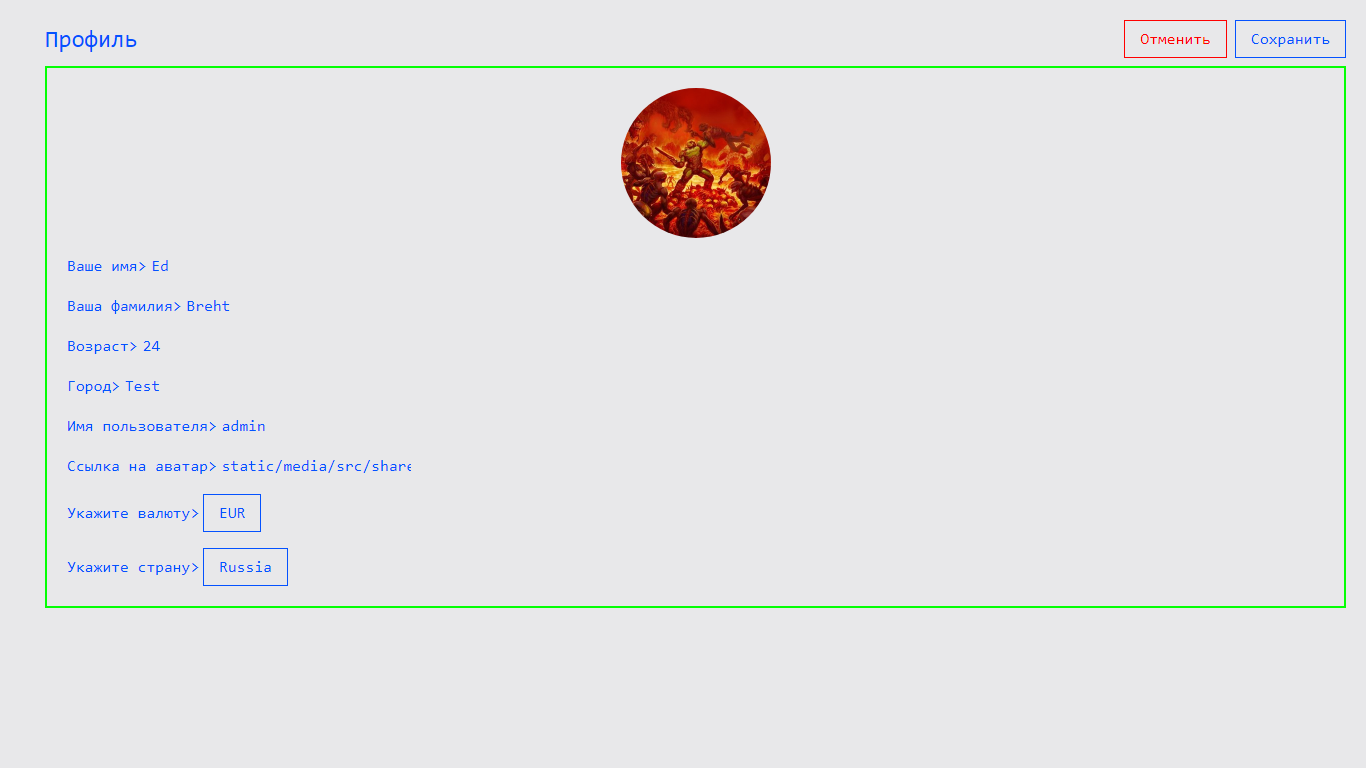 Профиль
Отменить
Сохранить
Ваше имя> Ed
Ваша фамилия> Breht
Возраст> 24
Город> Test
Имя пользователя> admin
Ссылка на аватар> static/media/src/share
Укажите валюту> EUR
Укажите страну> Russia